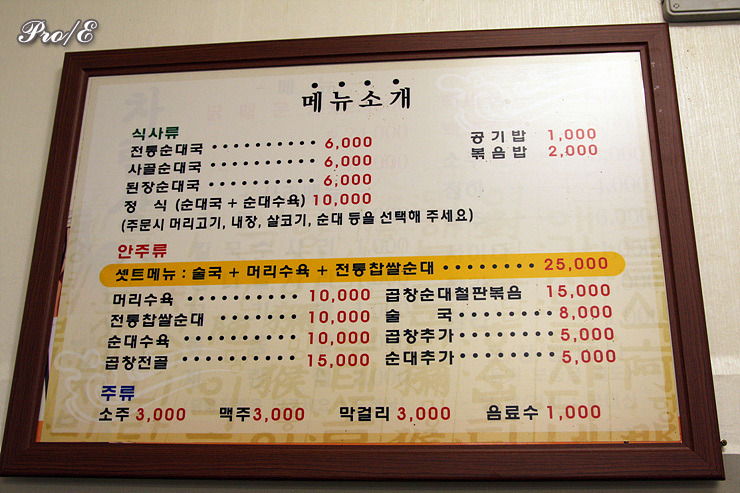 Pro/E
메뉴소개
식사류
전통순대국 ·········· 6,000 공기밥 1,000
사골순대국 ·········· 6,000 볶음밥 2,000
된장순대국 ·········· 6,000
정 식 (순대국 + 순대수육) 10,000
(주문시 머리고기, 내장, 살코기, 순대 등을 선택해 주세요)
안주류
셋트메뉴 : 술국 + 머리수육 + 전통찹쌀순대 ········ 25,000
머리수육 ·········· 10,000 곱창순대철판볶음 15,000
전통찹쌀순대 ······· 10,000 술 국 ········ 8,000
순대수육 ·········· 10,000 곱창추가 ········ 5,000
곱창전골 ·········· 15,000 순대추가 ········ 5,000
주류
소주 3,000 맥주 3,000 막걸리 3,000 음료수 1,000